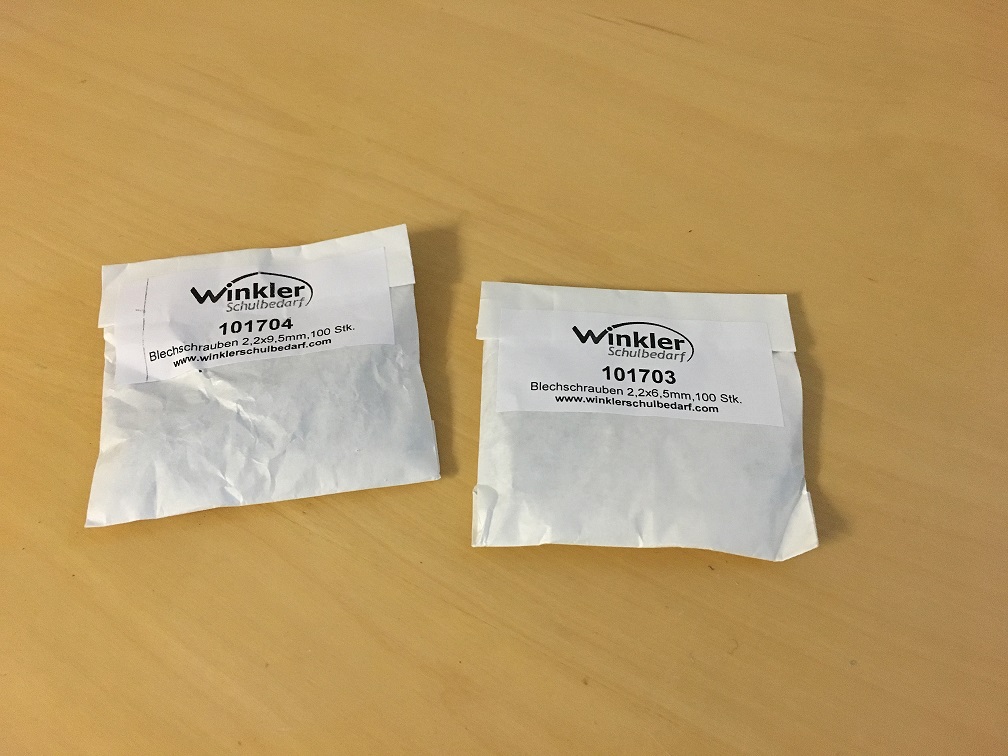 Winkler
Schulbedarf
101704
Blechschrauben 2,2x9,5mm,100 Stk.
www.winklerschulbedarf.com
Winkler
Schulbedarf
101703
Blechschrauben 2,2x6,5mm,100 Stk.
www.winklerschulbedarf.com